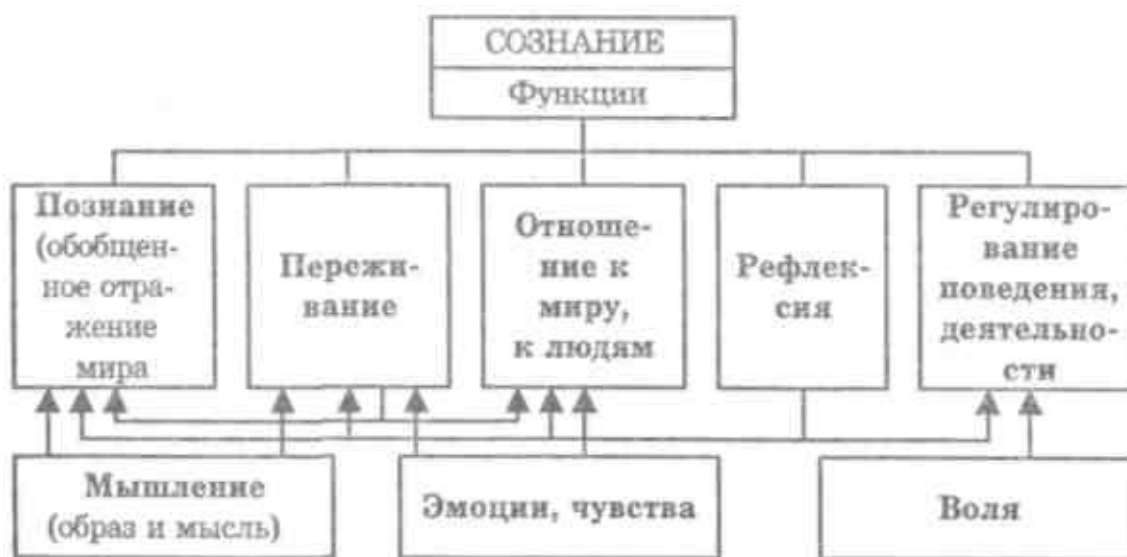 СОЗНАНИЕ
Функции
Познание
(обобщен-
ное отра-
жение
мира
Пережи-
вание
Отноше-
ние к
миру,
к людям
Рефлек-
сия
Регулиро-
вание
поведения,
деятельно-
сти
Мышление
(образ и мысль)
Эмоции, чувства
Воля